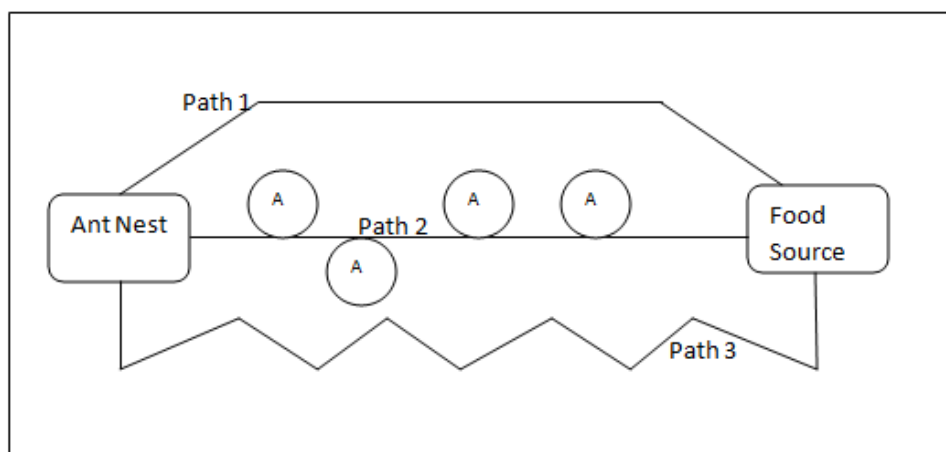 Path 1
A
A
A
Ant Nest
Path 2
Food
Source
A
Path 3